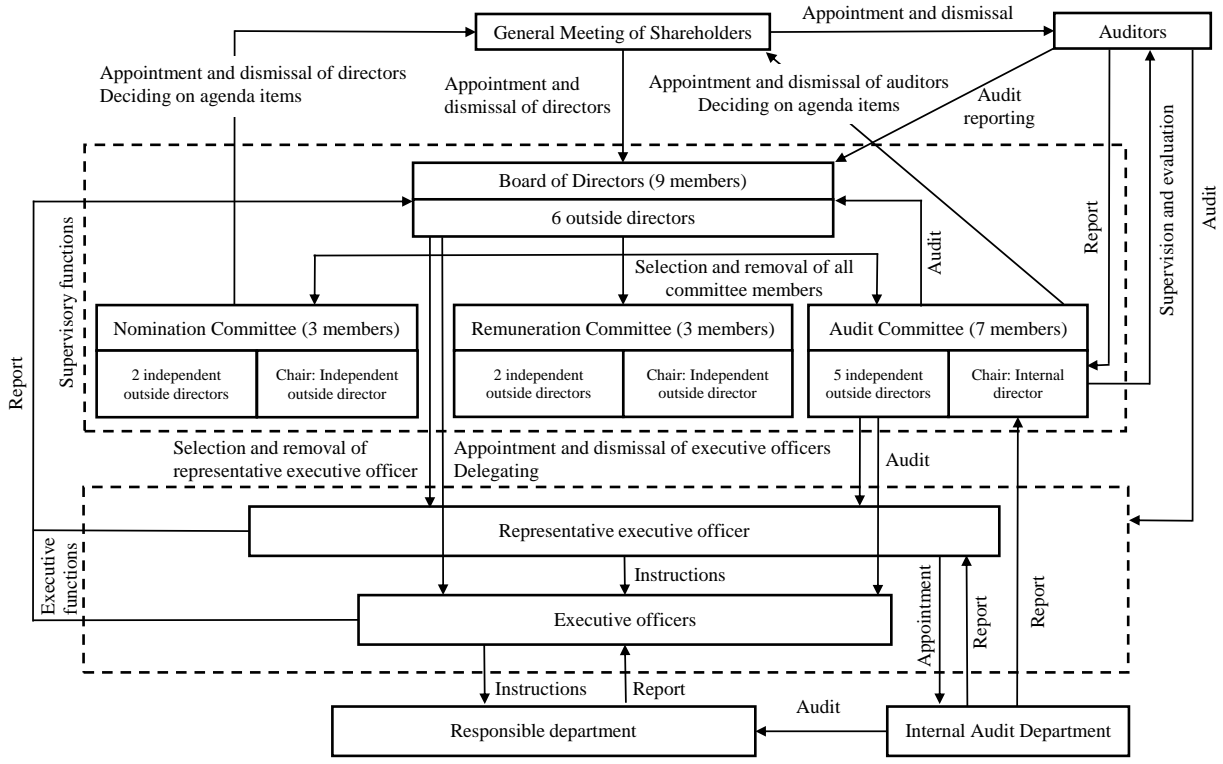 General Meeting of Shareholders
Appointment and dismissal
Auditors
Appointment and dismissal of directors
Deciding on agenda items
Appointment and
dismissal of directors
Appointment and dismissal of auditors
Deciding on agenda items
Audit
reporting
Supervision and evaluation
Audit
Report
Board of Directors (9 members)
6 outside directors
Audit
Selection and removal of all
committee members
Supervisory functions
Report
Nomination Committee (3 members)
2 independent
outside directors
Chair: Independent
outside director
Remuneration Committee (3 members)
2 independent
outside directors
Chair: Independent
outside director
Audit Committee (7 members)
5 independent
outside directors
Chair: Internal
director
Selection and removal of
representative executive officer
Appointment and dismissal of executive officers
Delegating
Audit
Representative executive officer
Executive
functions
Instructions
Executive officers
Appointment
Report
Report
Instructions
Report
Responsible department
Audit
Internal Audit Department